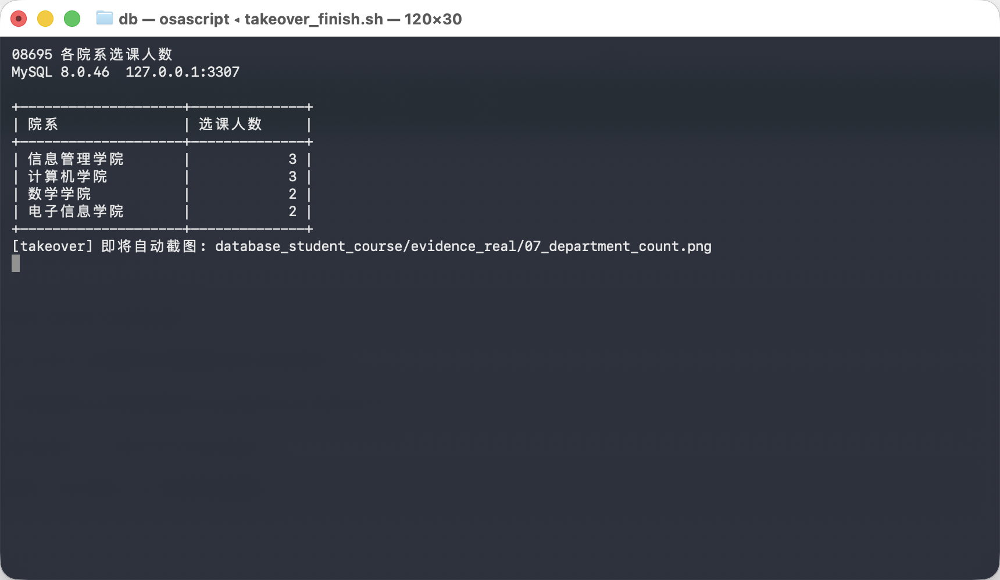 db — osascript ◂ takeover_finish.sh — 120×30
08695 各院系选课人数
MySQL 8.0.46  127.0.0.1:3307
+--------------------+--------------+
| 院系               | 选课人数     |
+--------------------+--------------+
| 信息管理学院       |            3 |
| 计算机学院         |            3 |
| 数学学院           |            2 |
| 电子信息学院       |            2 |
+--------------------+--------------+
[takeover] 即将自动截图: database_student_course/evidence_real/07_department_count.png